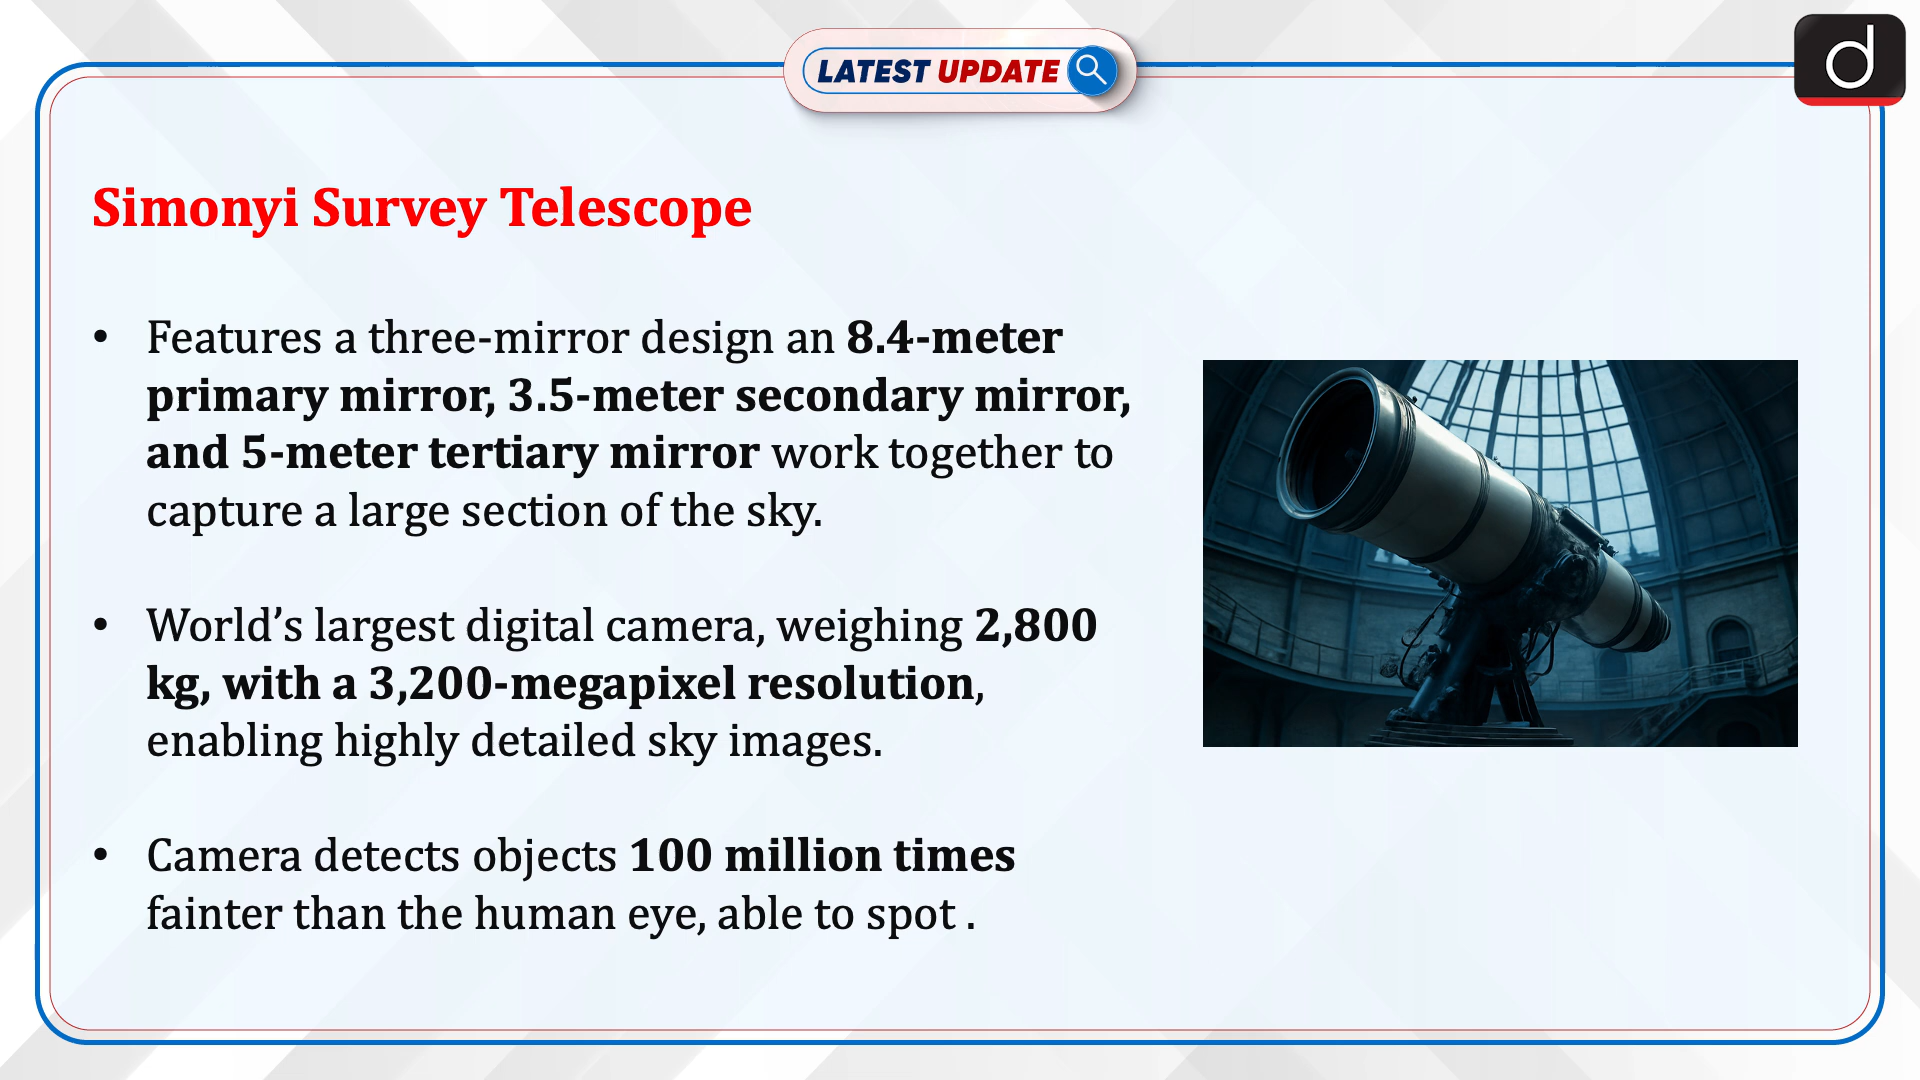 LATEST UPDATE
d
Simonyi Survey Telescope
• Features a three-mirror design an 8.4-meter
primary mirror, 3.5-meter secondary mirror,
and 5-meter tertiary mirror work together to
capture a large section of the sky.
• World’s largest digital camera, weighing 2,800
kg, with a 3,200-megapixel resolution,
enabling highly detailed sky images.
• Camera detects objects 100 million times
fainter than the human eye, able to spot .